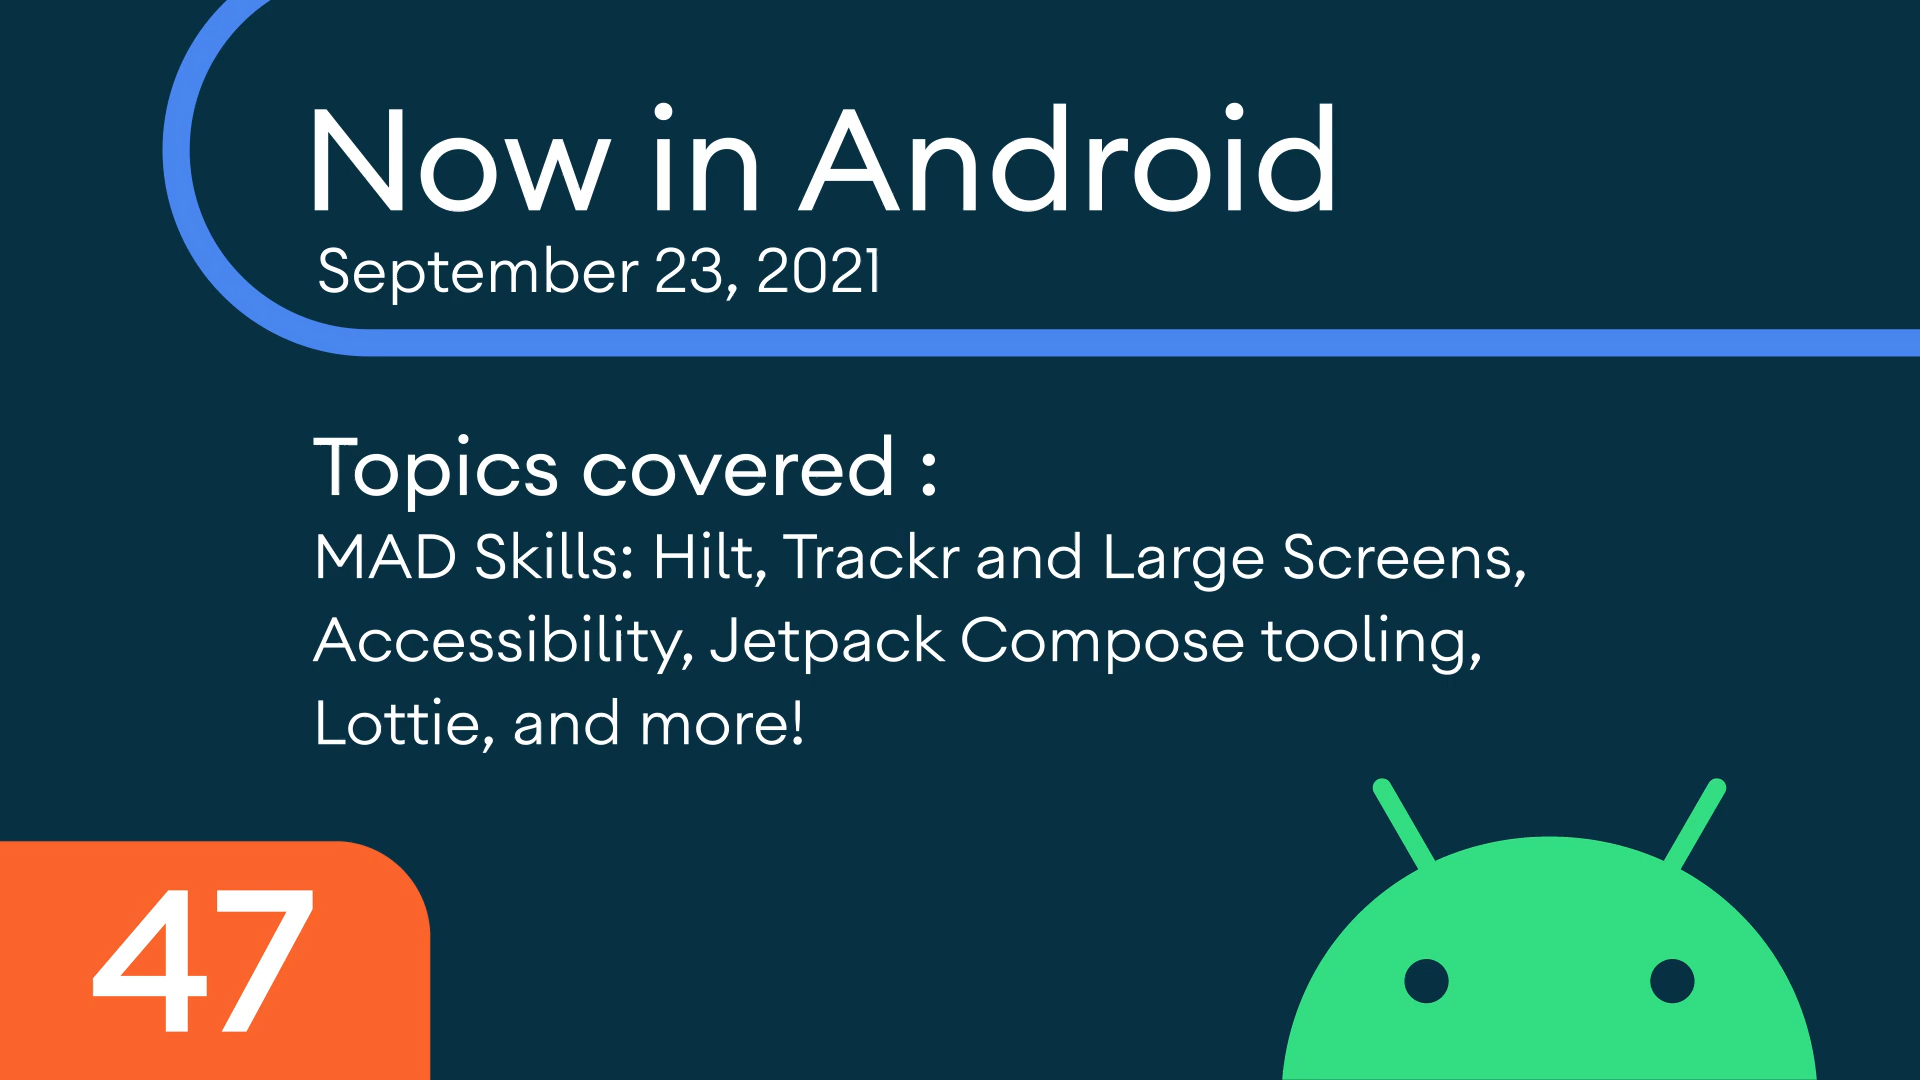 Now in Android
September 23, 2021
Topics covered :
MAD Skills: Hilt, Trackr and Large Screens,
Accessibility, Jetpack Compose tooling,
Lottie, and more!
47